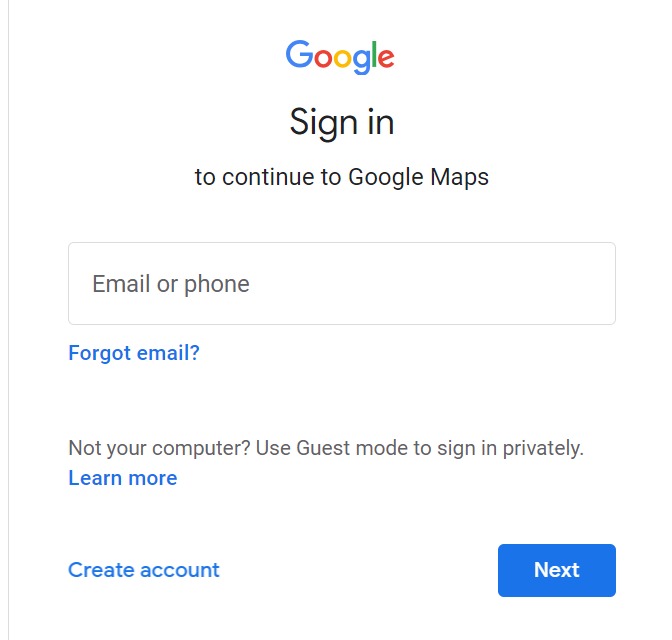 Google
Sign in
to continue to Google Maps
Email or phone
Forgot email?
Not your computer? Use Guest mode to sign in privately.
Learn more
Create account
Next